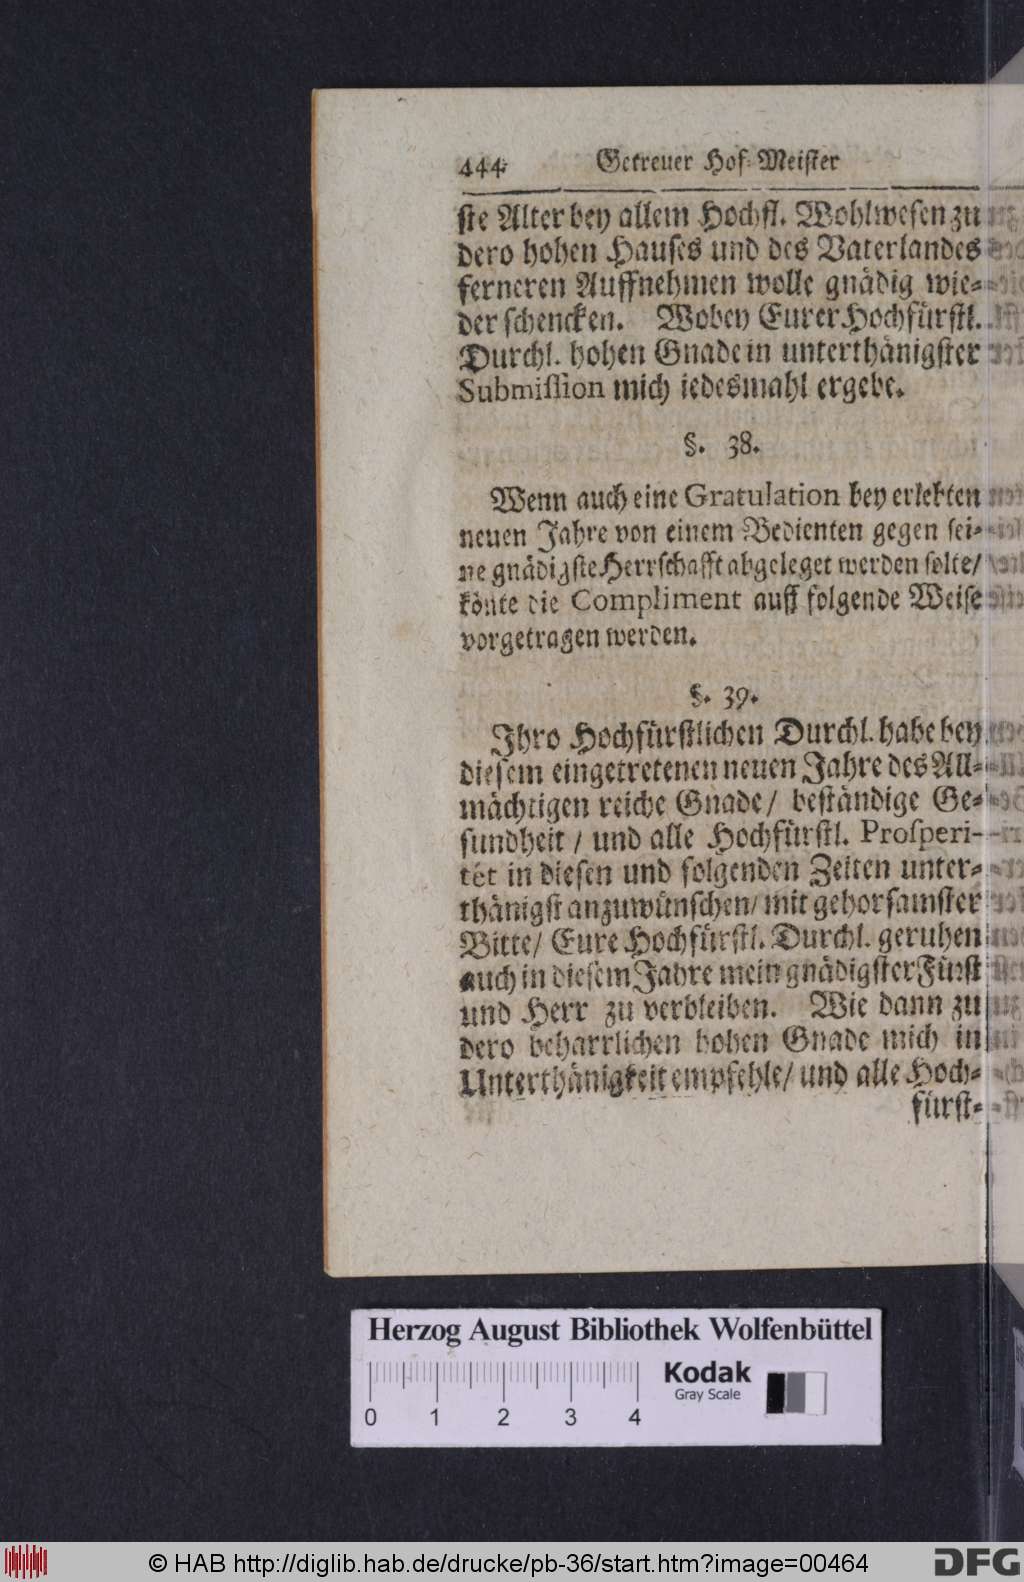 444 Getreuer Hof-Meister
ste Alter bey allem Hochfl. Wohlwesen zu
dero hohen Hauses und des Vaterlandes
ferneren Auffnehmen wolle gnädig wie-
der schencken. Wobey Eurer Hochfürstl.
Durchl. hohen Gnade in unterthänigster
Submission mich iedesmahl ergebe.
§. 38.
Wenn auch eine Gratulation bey erlebten
neuen Jahre von einem Bedienten gegen sei-
ne gnädigste Herrschafft abgeleget werden solte/
könte die Compliment auff folgende Weise
vorgetragen werden.
§. 39.
Ihro Hochfürstlichen Durchl. habe bey
diesem eingetretenen neuen Jahre des All-
mächtigen reiche Gnade/ beständige Ge-
sundheit / und alle Hochfürstl. Prosperi-
tét in diesen und folgenden Zeiten unter-
thänigst anzuwünschen/ mit gehorsamster
Bitte/ Eure Hochfürstl. Durchl. geruhen
auch in diesem Jahre mein gnädigster Fürst
und Herr zu verbleiben. Wie dann zu
dero beharrlichen hohen Gnade mich in
Unterthänigkeit empfehle/ und alle Hoch-
fürst-
Herzog August Bibliothek Wolfenbüttel
Kodak
Gray Scale
0 1 2 3 4
© HAB http://diglib.hab.de/drucke/pb-36/start.htm?image=00464
DFG